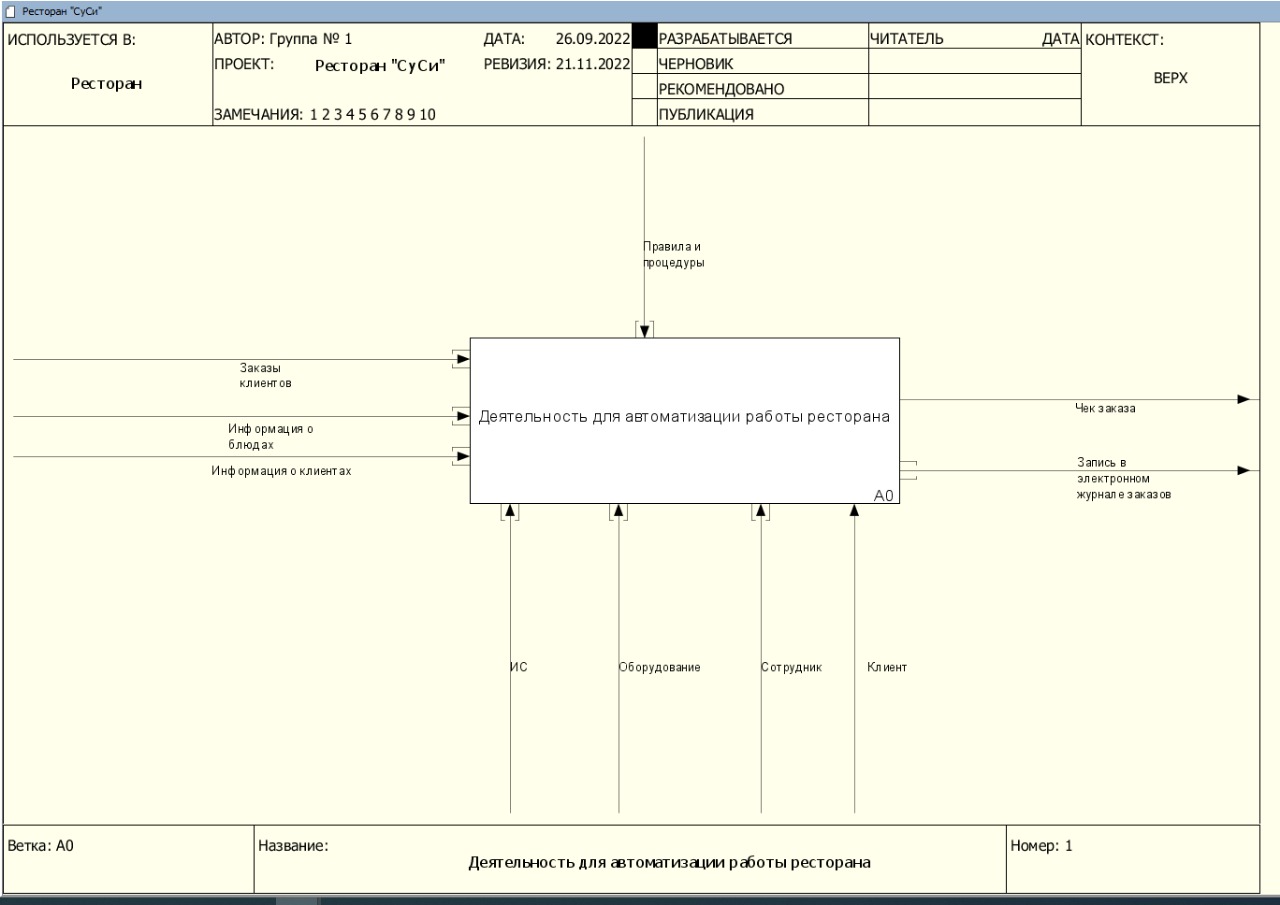 Ресторан "СуСи"
ИСПОЛЬЗУЕТСЯ В:
Ресторан
АВТОР: Группа № 1
ДАТА: 26.09.2022
ПРОЕКТ: Ресторан "СуСи"
РЕВИЗИЯ: 21.11.2022
ЗАМЕЧАНИЯ: 1 2 3 4 5 6 7 8 9 10
РАЗРАБАТЫВАЕТСЯ
ЧЕРНОВИК
РЕКОМЕНДОВАНО
ПУБЛИКАЦИЯ
ЧИТАТЕЛЬ ДАТА
КОНТЕКСТ:
ВЕРХ
Правила и
процедуры
Заказы
клиентов
Информация о
блюдах
Информация о клиентах
Деятельность для автоматизации работы ресторана
A0
Чек заказа
Запись в
электронном
журнале заказов
ИС
Оборудование
Сотрудник
Клиент
Ветка: A0
Название:
Деятельность для автоматизации работы ресторана
Номер: 1